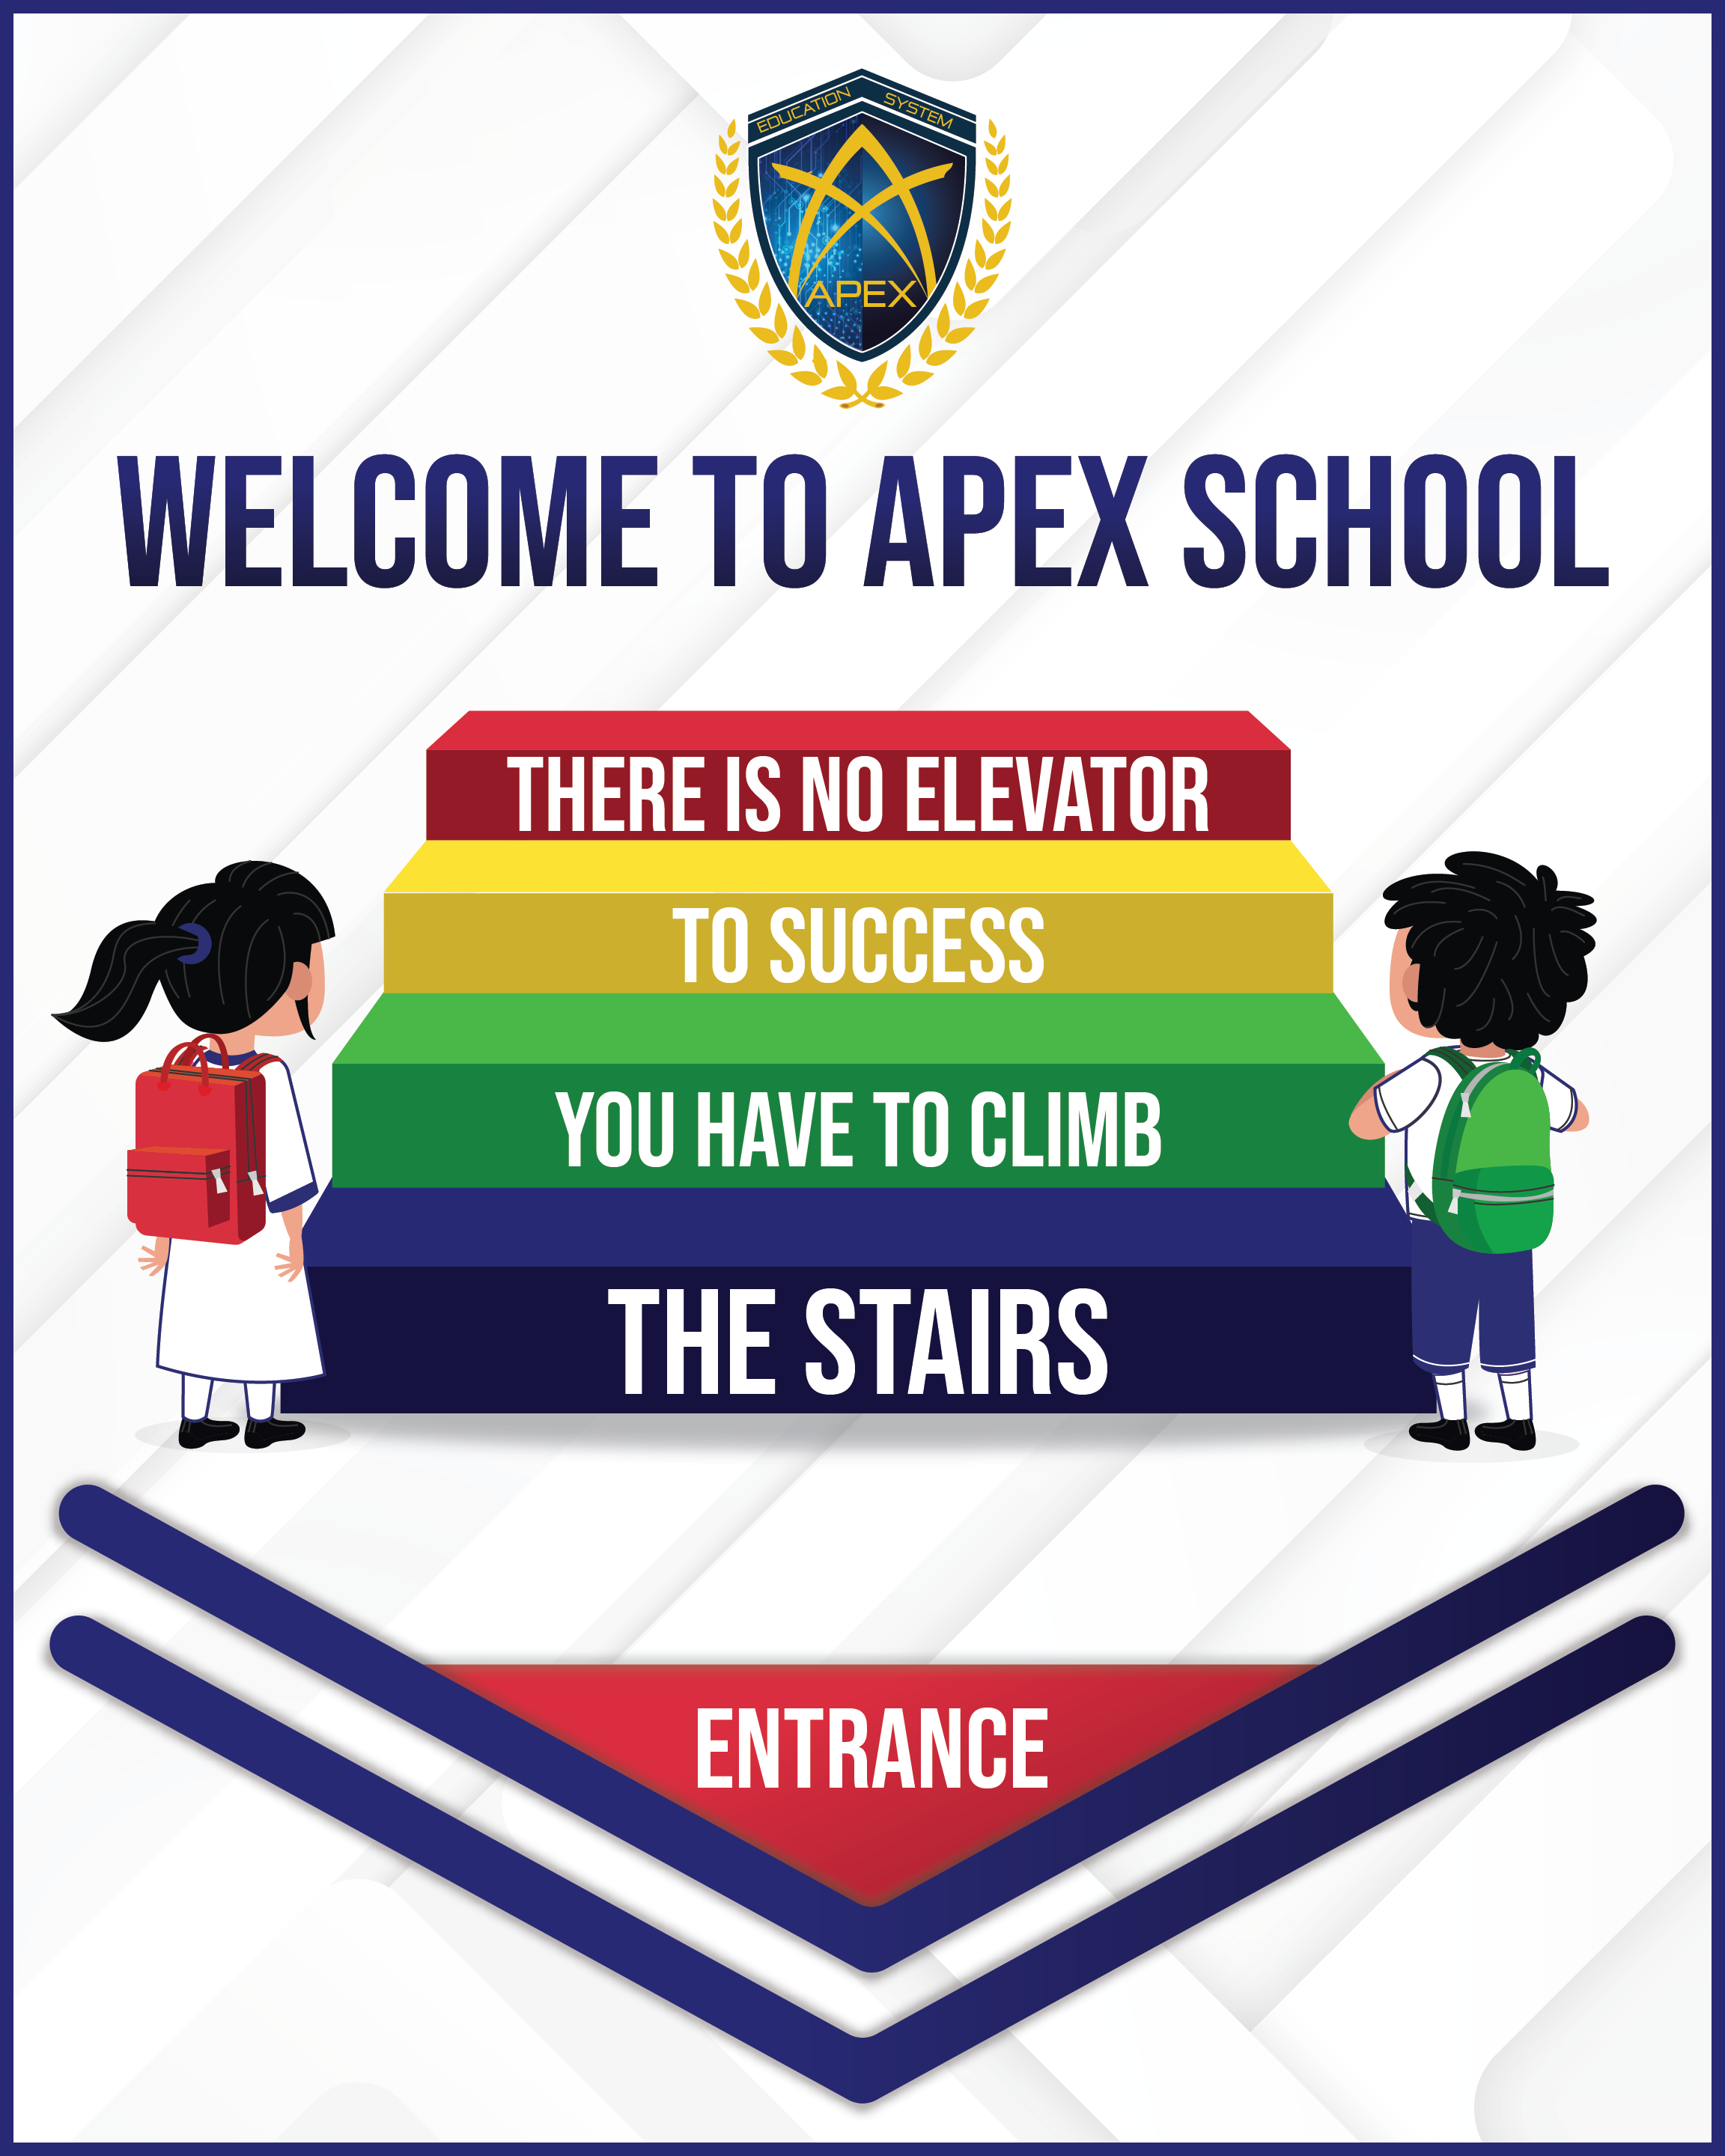 EDUCATION SYSTEM
APEX
WELCOME TO APEX SCHOOL
THERE IS NO ELEVATOR
TO SUCCESS
YOU HAVE TO CLIMB
THE STAIRS
ENTRANCE